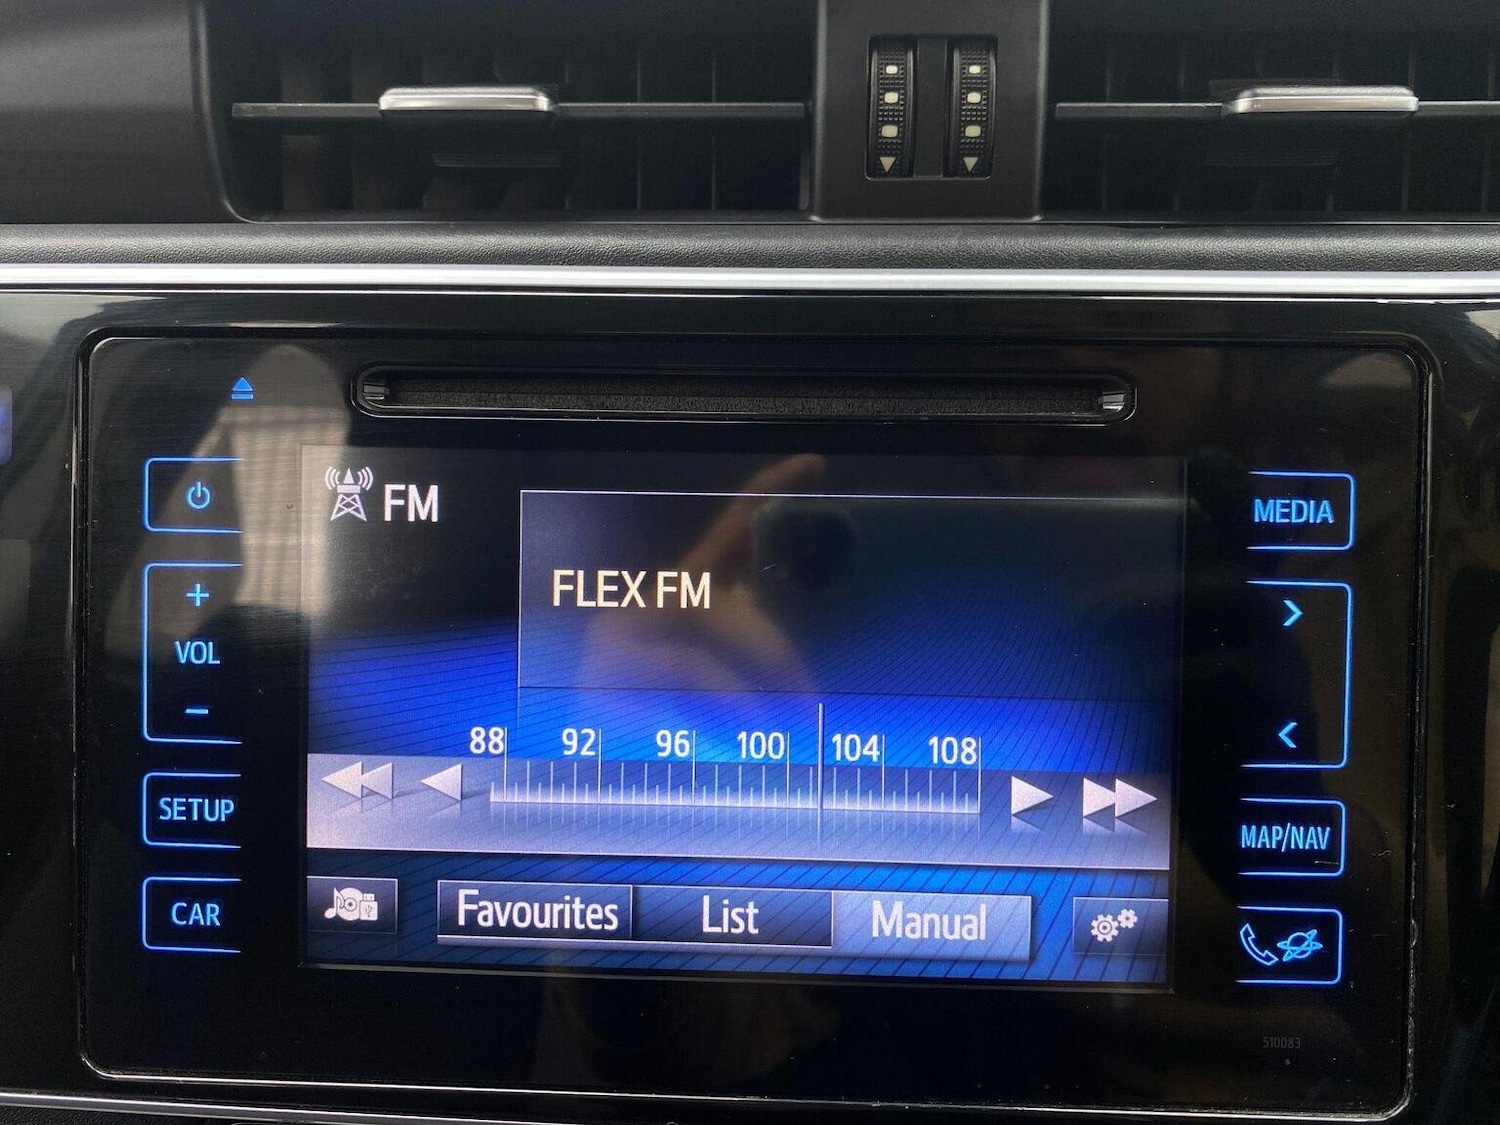 FM
MEDIA
FLEX FM
+
VOL
−
88 92 96 100 104 108
SETUP
MAP/NAV
CAR
Favourites List Manual
510083